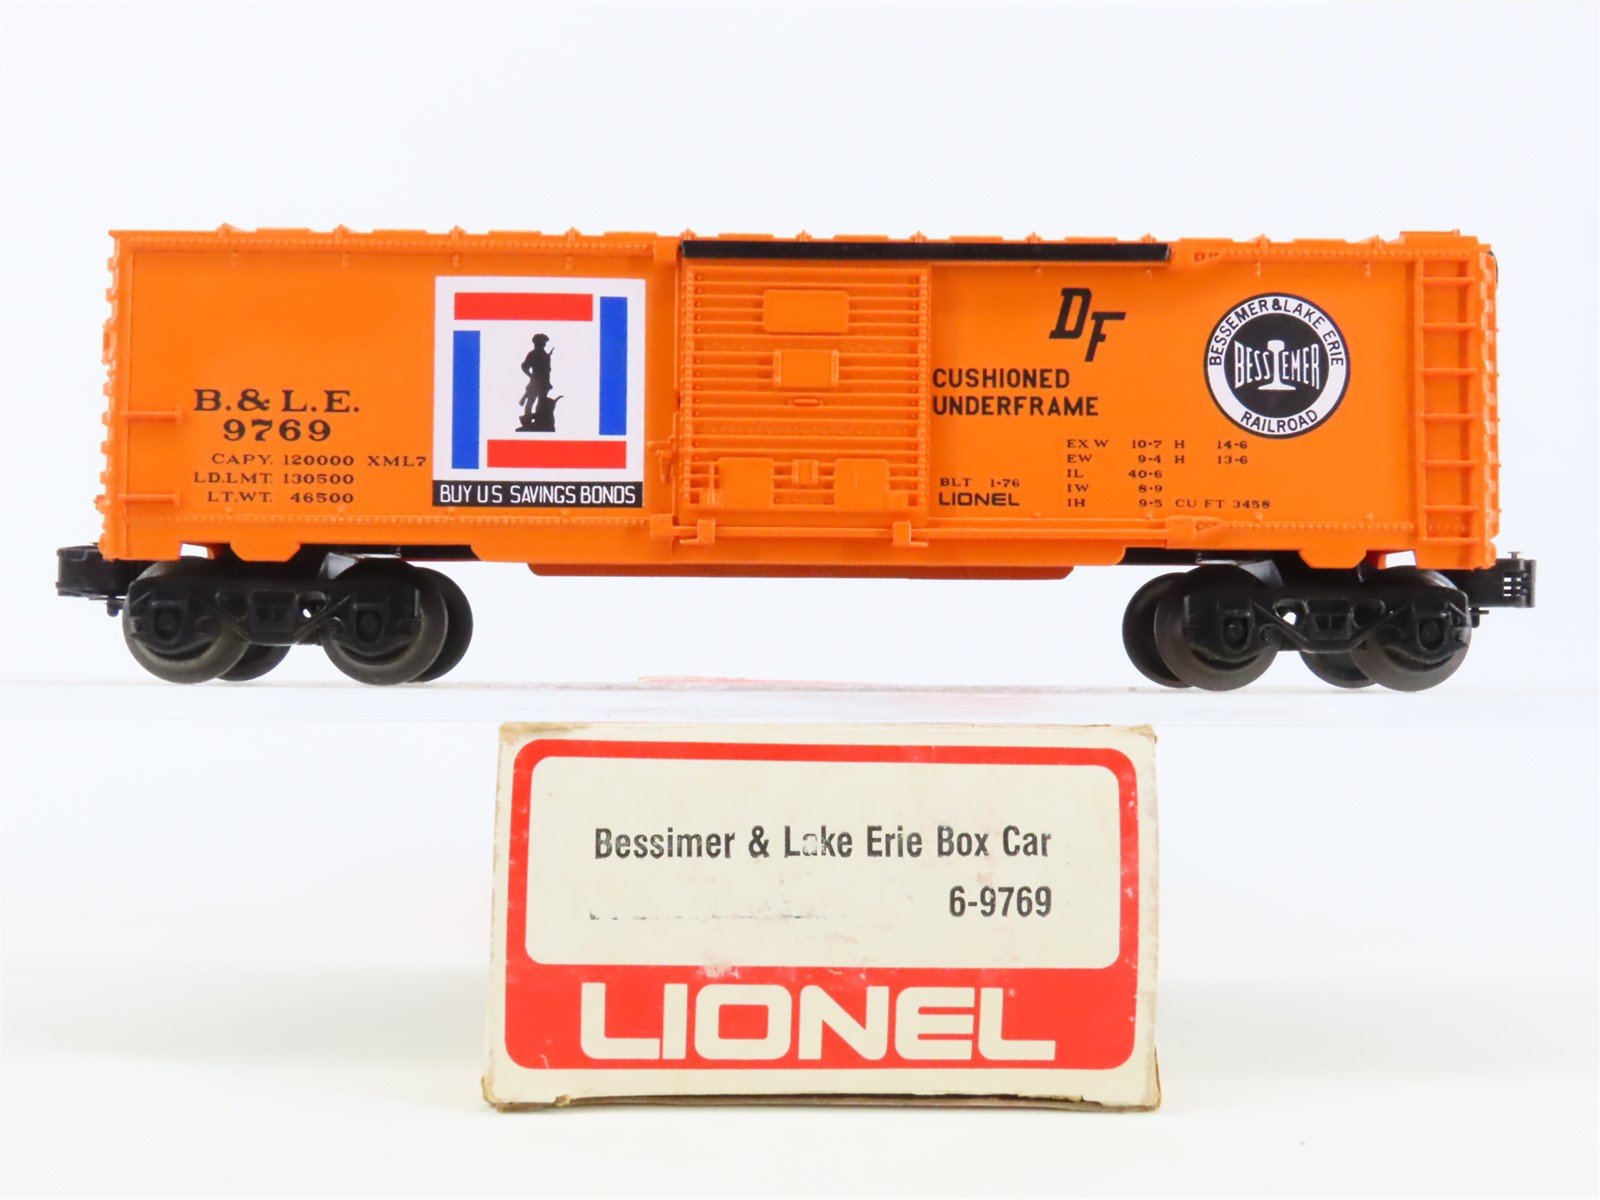 B. & L. E.
9769
CAPY. 120000 XML7
LD. LMT. 130500
LT. WT. 46500
BUY U S SAVINGS BONDS
DF
CUSHIONED
UNDERFRAME
BLT 1-76
LIONEL
EX W 10-7 H 14-6
EW 9-4 H 13-6
IL 40-6
IW 8-9
IH 9-5 CU FT 3458
BESSEMER & LAKE ERIE
BESSEMER
RAILROAD
Bessimer & Lake Erie Box Car
6-9769
LIONEL